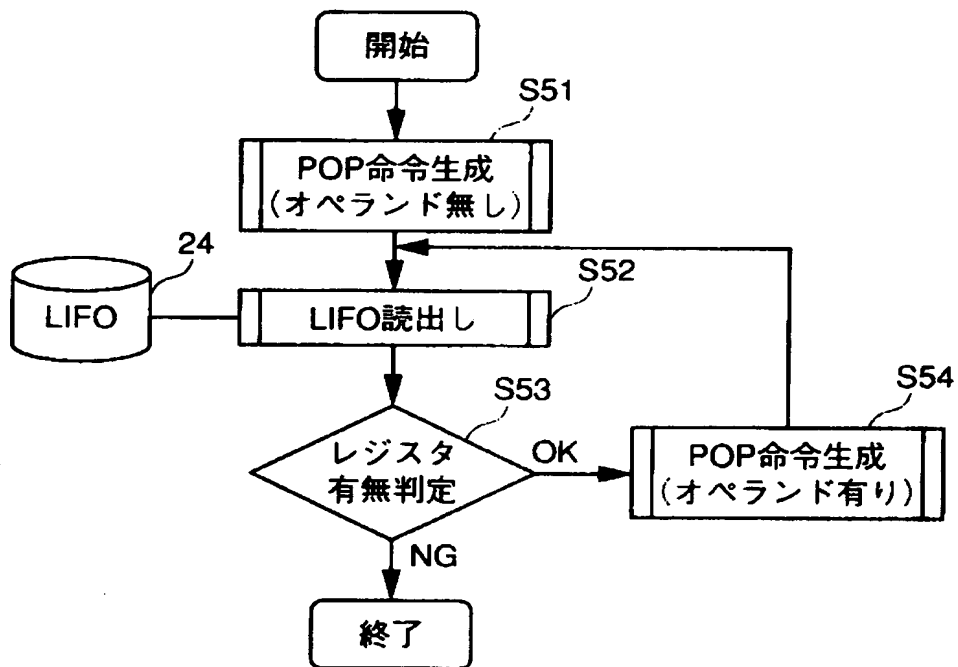 開始
S51
POP命令生成
(オペランド無し)
24
LIFO
S52
LIFO読出し
S53
レジスタ
有無判定
OK
S54
POP命令生成
(オペランド有り)
NG
終了